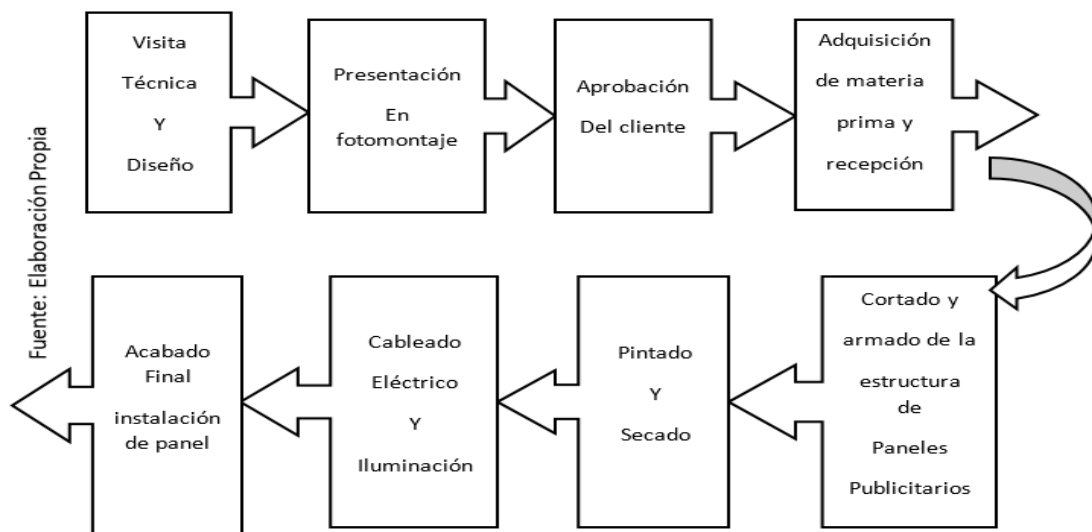 Visita
Técnica
Y
Diseño
Presentación
En
fotomontaje
Aprobación
Del cliente
Adquisición
de materia
prima y
recepción
Cortado y
armado de la
estructura
de
Paneles
Publicitarios
Pintado
Y
Secado
Cableado
Eléctrico
Y
Iluminación
Acabado
Final
instalación
de panel
Fuente: Elaboración Propia